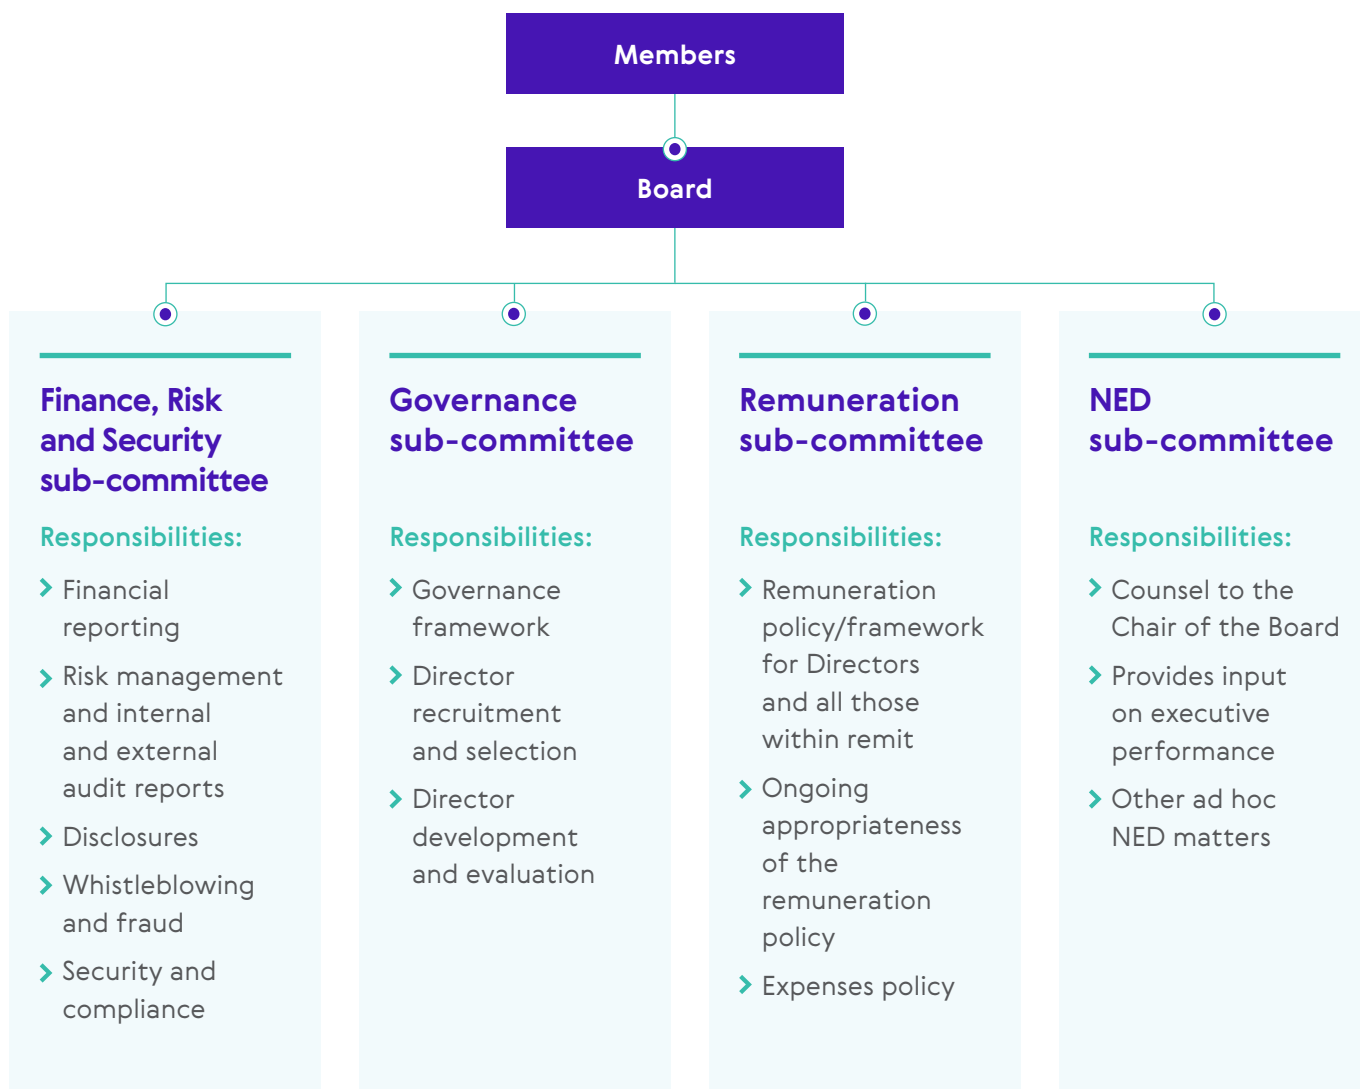 Members
Board
Finance, Risk
and Security
sub-committee
Responsibilities:
Financial
reporting
Risk management
and internal
and external
audit reports
Disclosures
Whistleblowing
and fraud
Security and
compliance
Governance
sub-committee
Responsibilities:
Governance
framework
Director
recruitment
and selection
Director
development
and evaluation
Remuneration
sub-committee
Responsibilities:
Remuneration
policy/framework
for Directors
and all those
within remit
Ongoing
appropriateness
of the
remuneration
policy
Expenses policy
NED
sub-committee
Responsibilities:
Counsel to the
Chair of the Board
Provides input
on executive
performance
Other ad hoc
NED matters